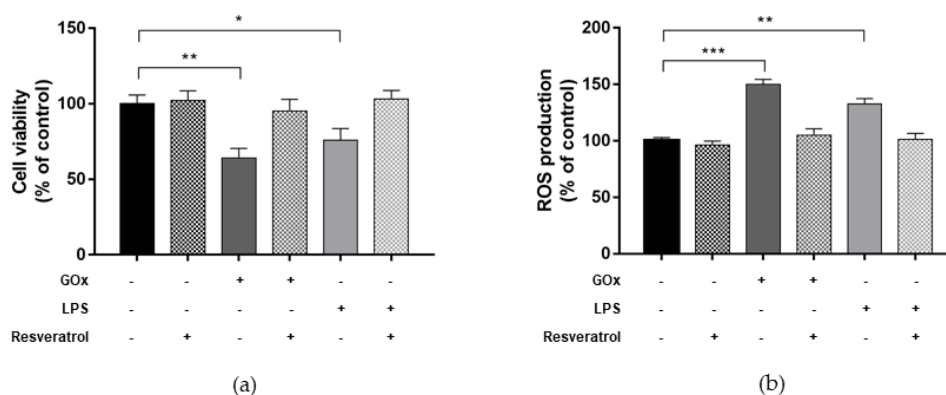 *
**
150
100
50
0
Cell viability
(% of control)
GOx - - + + - -
LPS - - - - + +
Resveratrol - + - + - +
(a)
**
***
200
150
100
50
0
ROS production
(% of control)
GOx - - + + - -
LPS - - - - + +
Resveratrol - + - + - +
(b)